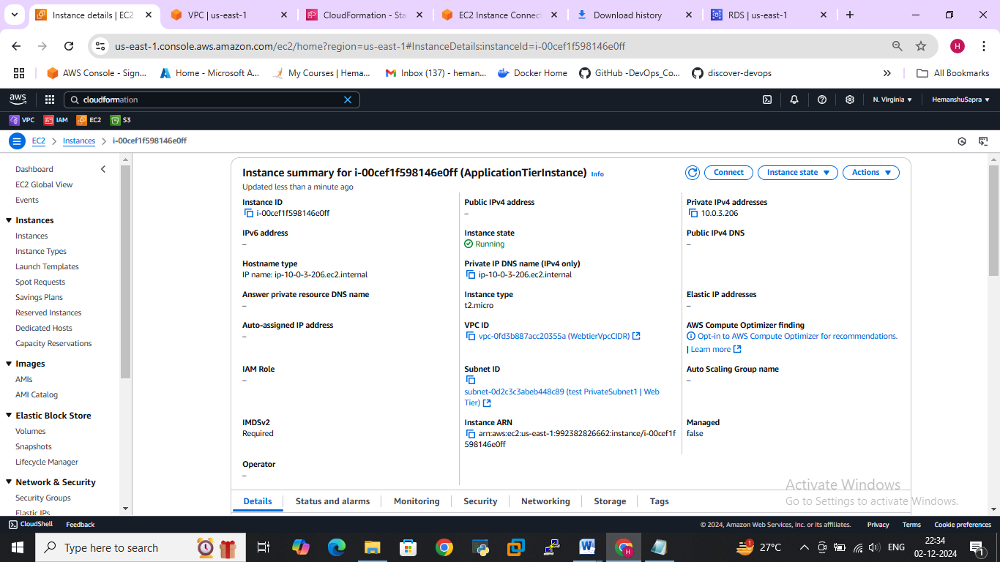 Instance details | EC2
VPC | us-east-1
CloudFormation - Sta
EC2 Instance Connect
Download history
RDS | us-east-1
us-east-1.console.aws.amazon.com/ec2/home?region=us-east-1#InstanceDetails:instanceId=i-00cef1f598146e0ff
H
AWS Console - Sign...
Home - Microsoft A...
My Courses | Hema...
Inbox (137) - heman...
Docker Home
GitHub -DevOps_Co...
discover-devops
All Bookmarks
aws
cloudformation
N. Virginia
HemanshuSapra
VPC
IAM
EC2
S3
EC2
Instances
i-00cef1f598146e0ff
Dashboard
EC2 Global View
Events
Instances
Instances
Instance Types
Launch Templates
Spot Requests
Savings Plans
Reserved Instances
Dedicated Hosts
Capacity Reservations
Images
AMIs
AMI Catalog
Elastic Block Store
Volumes
Snapshots
Lifecycle Manager
Network & Security
Security Groups
Elastic IPs
Instance summary for i-00cef1f598146e0ff (ApplicationTierInstance) Info
Connect
Instance state
Actions
Updated less than a minute ago
Instance ID
i-00cef1f598146e0ff
Public IPv4 address
–
Private IPv4 addresses
10.0.3.206
IPv6 address
–
Instance state
Running
Public IPv4 DNS
–
Hostname type
IP name: ip-10-0-3-206.ec2.internal
Private IP DNS name (IPv4 only)
ip-10-0-3-206.ec2.internal
Answer private resource DNS name
–
Instance type
t2.micro
Elastic IP addresses
–
Auto-assigned IP address
–
VPC ID
vpc-0fd3b887acc20355a (WebtierVpcCIDR)
AWS Compute Optimizer finding
Opt-in to AWS Compute Optimizer for recommendations.
| Learn more
IAM Role
–
Subnet ID
subnet-0d2c3c3abeb448c89 (test PrivateSubnet1 | Web
Tier)
Auto Scaling Group name
–
IMDSv2
Required
Instance ARN
arn:aws:ec2:us-east-1:992382826662:instance/i-00cef1f
598146e0ff
Managed
false
Operator
–
Details
Status and alarms
Monitoring
Security
Networking
Storage
Tags
Activate Windows
Go to Settings to activate Windows.
CloudShell
Feedback
© 2024, Amazon Web Services, Inc. or its affiliates.
Privacy
Terms
Cookie preferences
Type here to search
27°C
ENG
22:34
02-12-2024
1